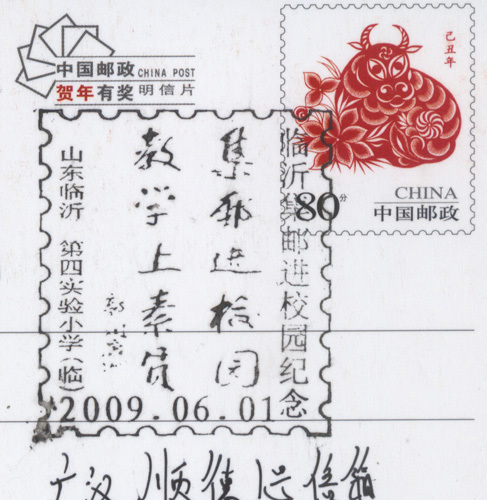 中国邮政 CHINA POST
贺年有奖 明信片
己丑年
80分
CHINA
中国邮政
临沂集邮进校园纪念
集邮进校园
教学上素质
山东临沂 第四实验小学(临)
2009.06.01